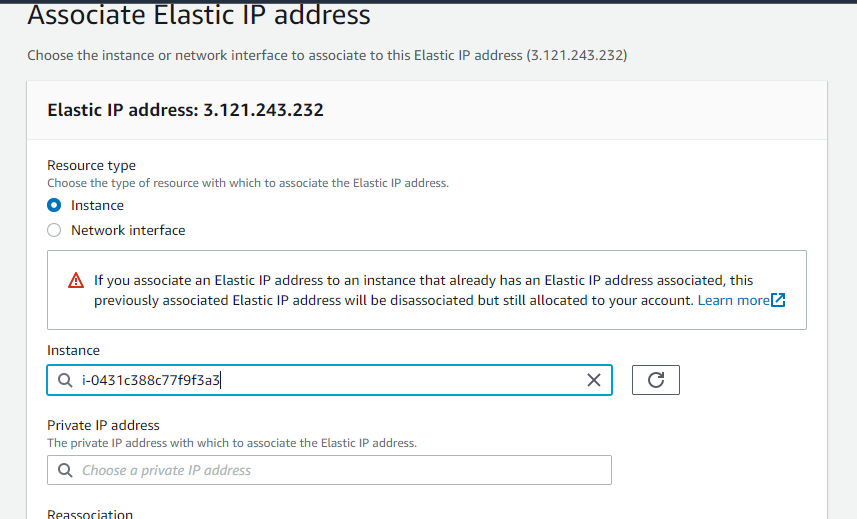 Associate Elastic IP address
Choose the instance or network interface to associate to this Elastic IP address (3.121.243.232)
Elastic IP address: 3.121.243.232
Resource type
Choose the type of resource with which to associate the Elastic IP address.
Instance
Network interface
If you associate an Elastic IP address to an instance that already has an Elastic IP address associated, this
previously associated Elastic IP address will be disassociated but still allocated to your account. Learn more
Instance
i-0431c388c77f9f3a3
Private IP address
The private IP address with which to associate the Elastic IP address.
Choose a private IP address
Reassociation